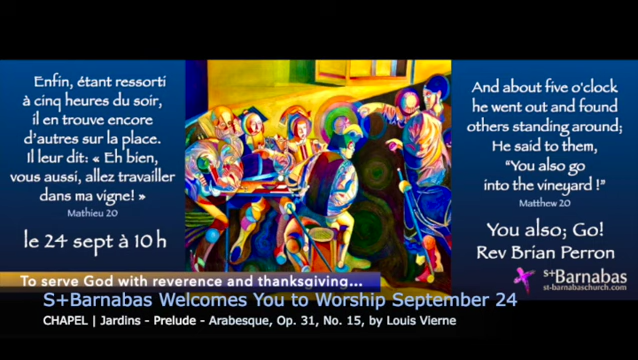 Enfin, étant ressorti
à cinq heures du soir,
il en trouve encore
d'autres sur la place.
Il leur dit: « Eh bien,
vous aussi, allez travailler
dans ma vigne! »
Mathieu 20
le 24 sept à 10 h
And about five o'clock
he went out and found
others standing around;
He said to them,
"You also go
into the vineyard !"
Matthew 20
You also; Go!
Rev Brian Perron
s+Barnabas
st-barnabaschurch.com
To serve God with reverence and thanksgiving...
S+Barnabas Welcomes You to Worship September 24
CHAPEL | Jardins - Prelude - Arabesque, Op. 31, No. 15, by Louis Vierne